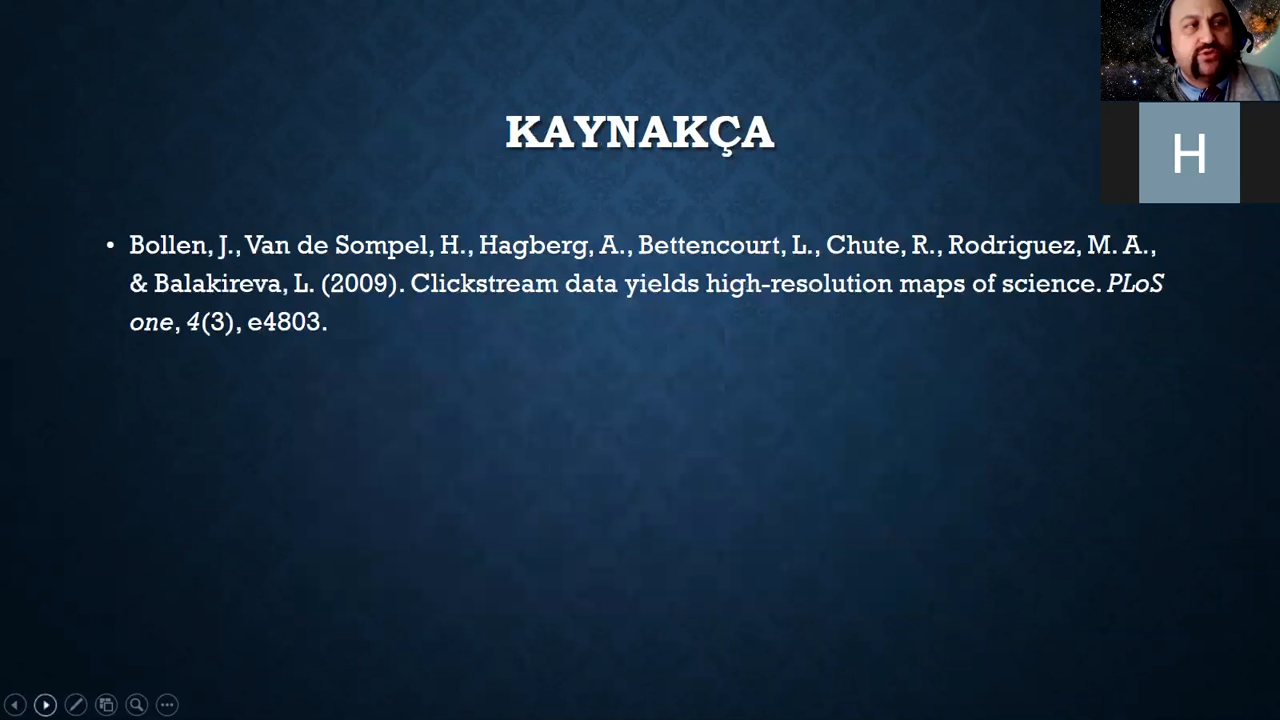 KAYNAKÇA
• Bollen, J., Van de Sompel, H., Hagberg, A., Bettencourt, L., Chute, R., Rodriguez, M. A.,
& Balakireva, L. (2009). Clickstream data yields high-resolution maps of science. PLoS
one, 4(3), e4803.
H